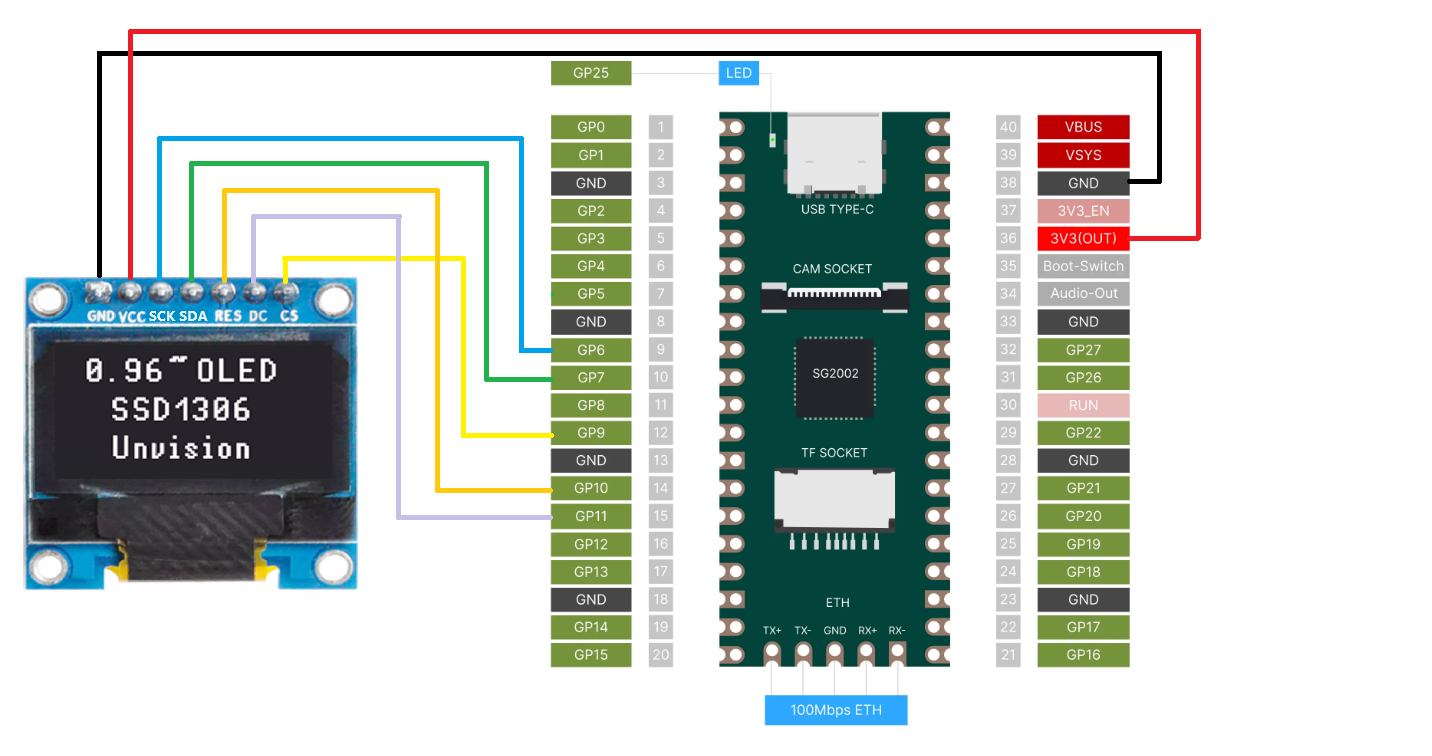 GP25 LED
GP0 1 40 VBUS
GP1 2 39 VSYS
GND 3 38 GND
USB TYPE-C
GP2 4 37 3V3_EN
GP3 5 36 3V3(OUT)
GP4 6 35 Boot-Switch
CAM SOCKET
GP5 7 34 Audio-Out
GND VCC SCK SDA RES DC CS
GND 8 33 GND
GP6 9 32 GP27
0.96" OLED
SG2002
GP7 10 31 GP26
SSD1306
GP8 11 30 RUN
GP9 12 29 GP22
Unvision
TF SOCKET
GND 13 28 GND
GP10 14 27 GP21
GP11 15 26 GP20
GP12 16 25 GP19
GP13 17 24 GP18
GND 18 23 GND
ETH
GP14 19 22 GP17
TX+ TX- GND RX+ RX-
GP15 20 21 GP16
100Mbps ETH